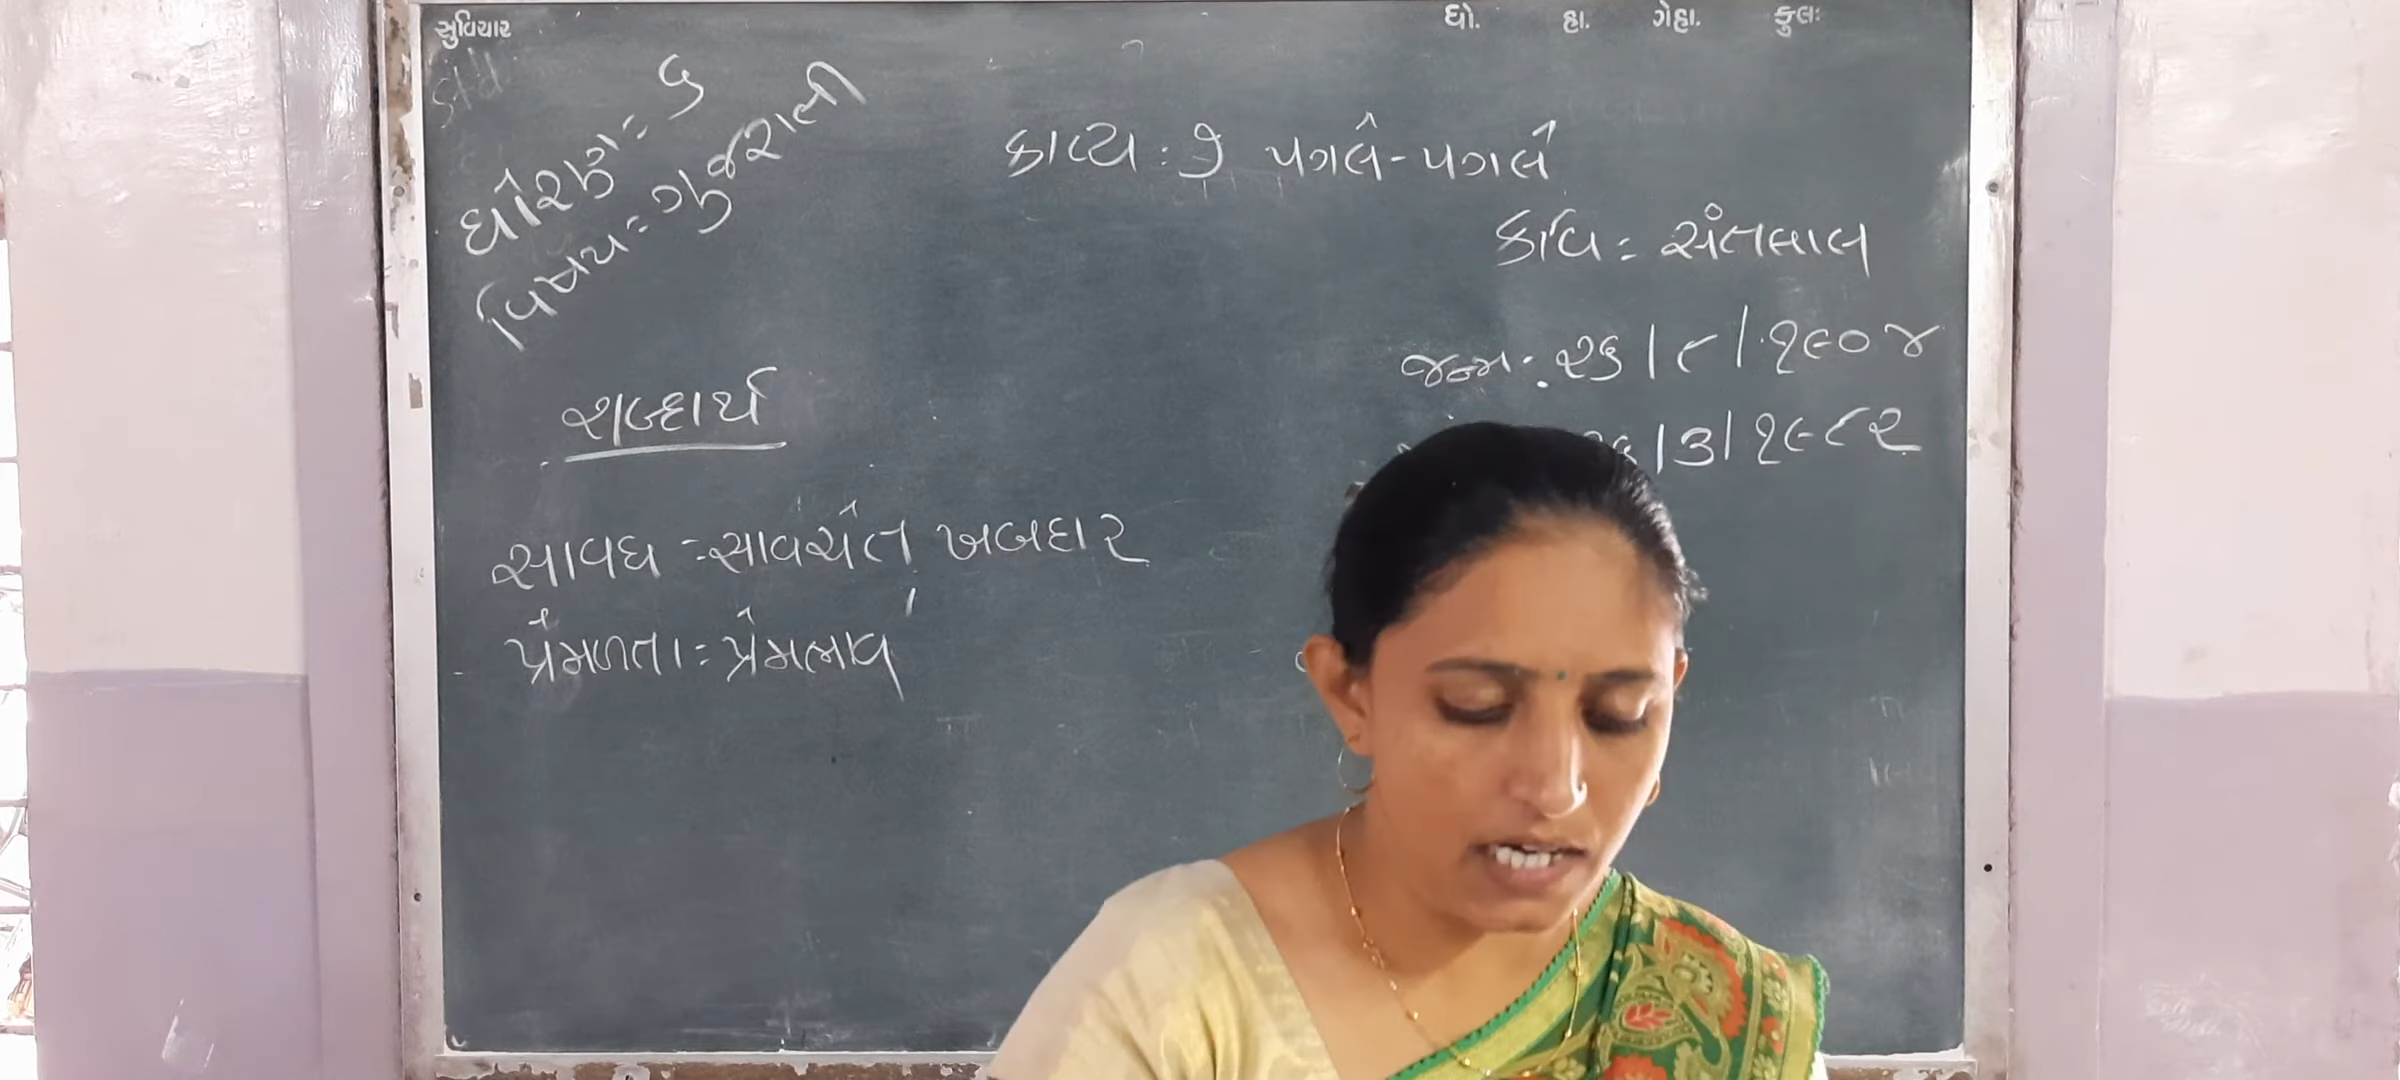 સુવિચાર
ધો. હા. ગેહા. કુલઃ
ધોરણ = ૬
વિષય = ગુજરાતી
કાવ્ય : ૭ પગલે - પગલે
કવિ = સંતબાલ
જન્મ : ૨૬ / ૮ / ૧૯૦૪
/ ૩ / ૧૯૮૨
શબ્દાર્થ
સાવધ = સાવચેત, ખબદાર
પ્રેમળતા = પ્રેમભાવ